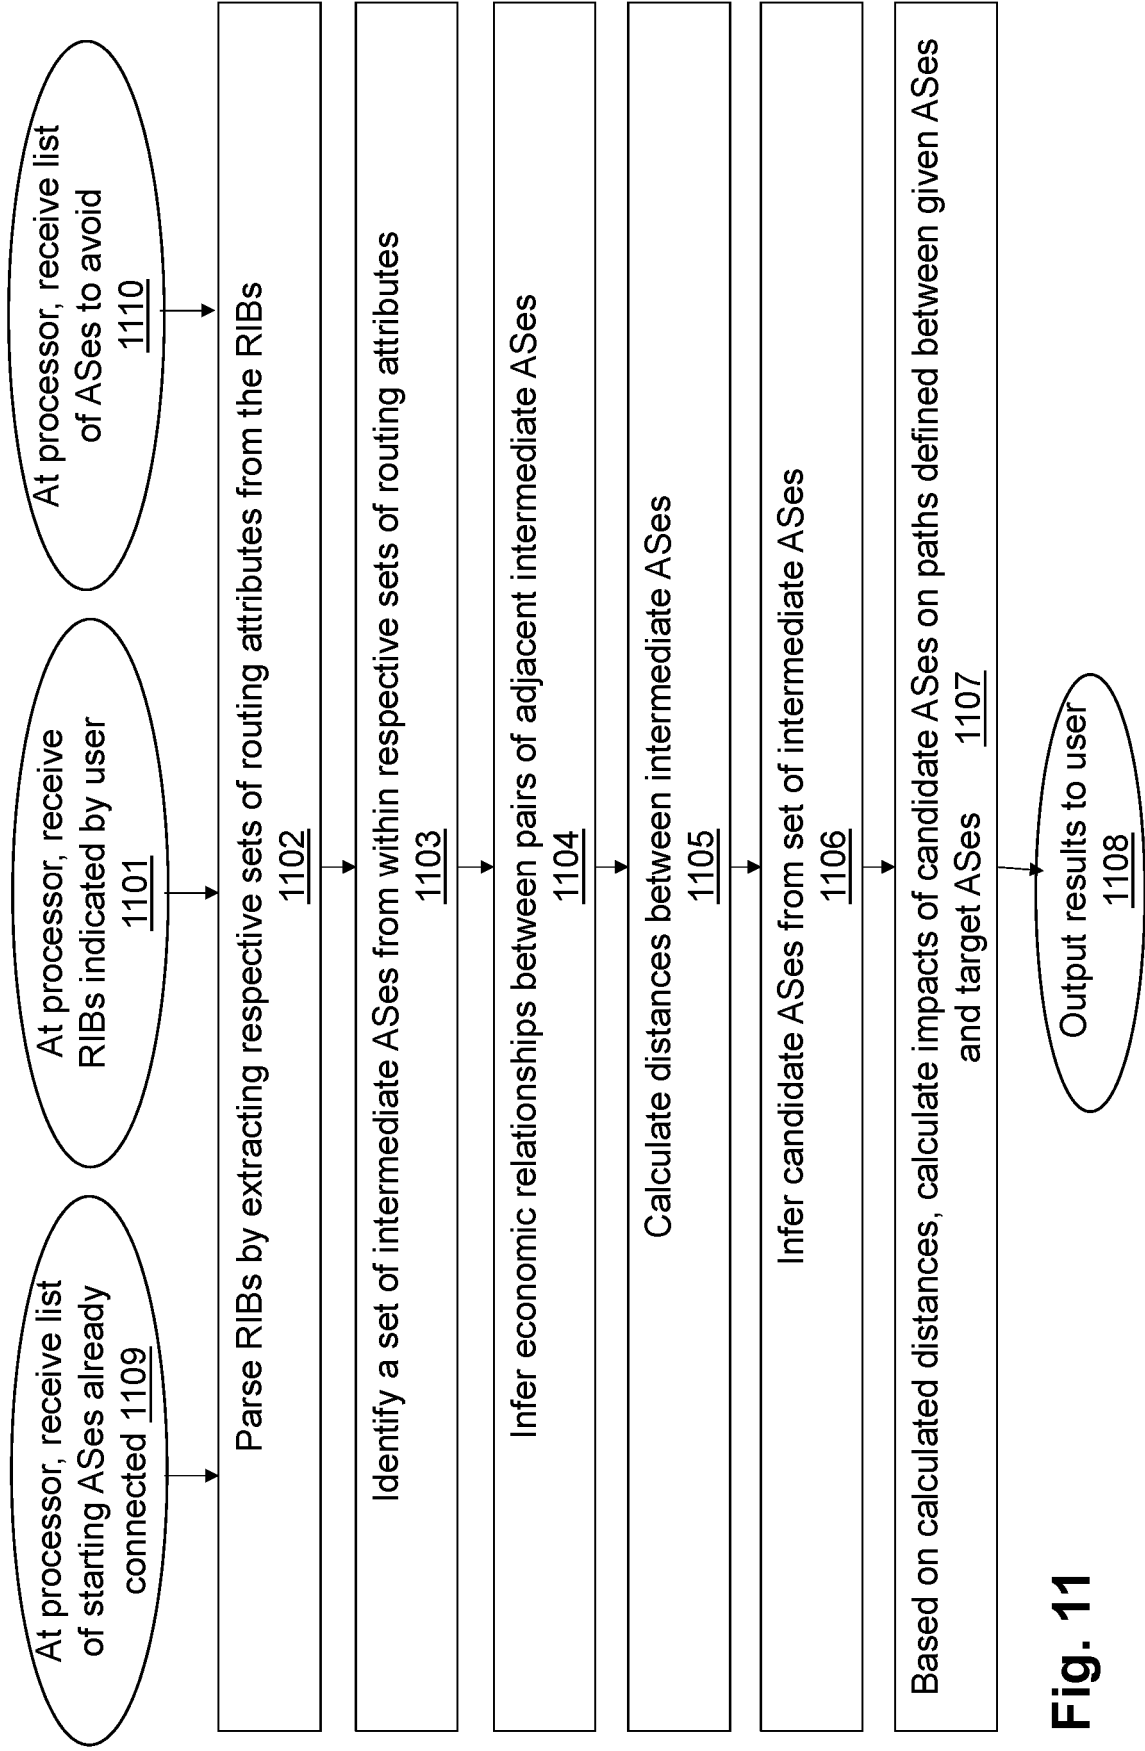 At processor, receive list
of starting ASes already
connected 1109
At processor, receive
RIBs indicated by user
1101
At processor, receive list
of ASes to avoid
1110
Parse RIBs by extracting respective sets of routing attributes from the RIBs
1102
Identify a set of intermediate ASes from within respective sets of routing attributes
1103
Infer economic relationships between pairs of adjacent intermediate ASes
1104
Calculate distances between intermediate ASes
1105
Infer candidate ASes from set of intermediate ASes
1106
Based on calculated distances, calculate impacts of candidate ASes on paths defined between given ASes
and target ASes 1107
Output results to user
1108
Fig. 11